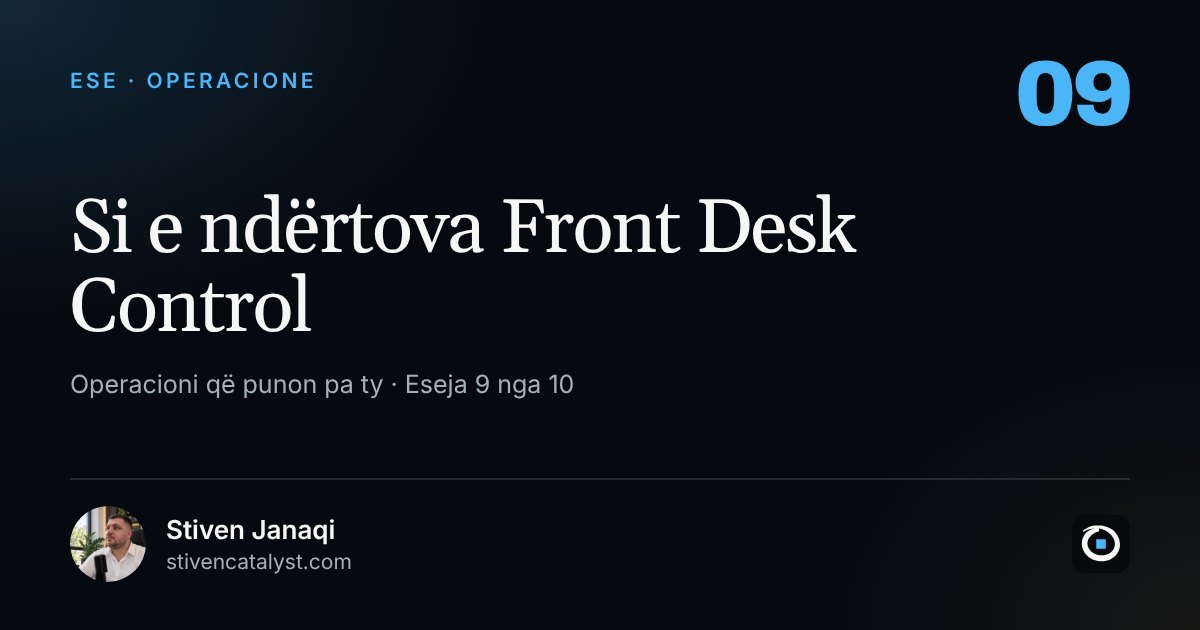 ESE · OPERACIONE
09
Si e ndërtova Front Desk
Control
Operacioni që punon pa ty · Eseja 9 nga 10
Stiven Janaqi
stivencatalyst.com